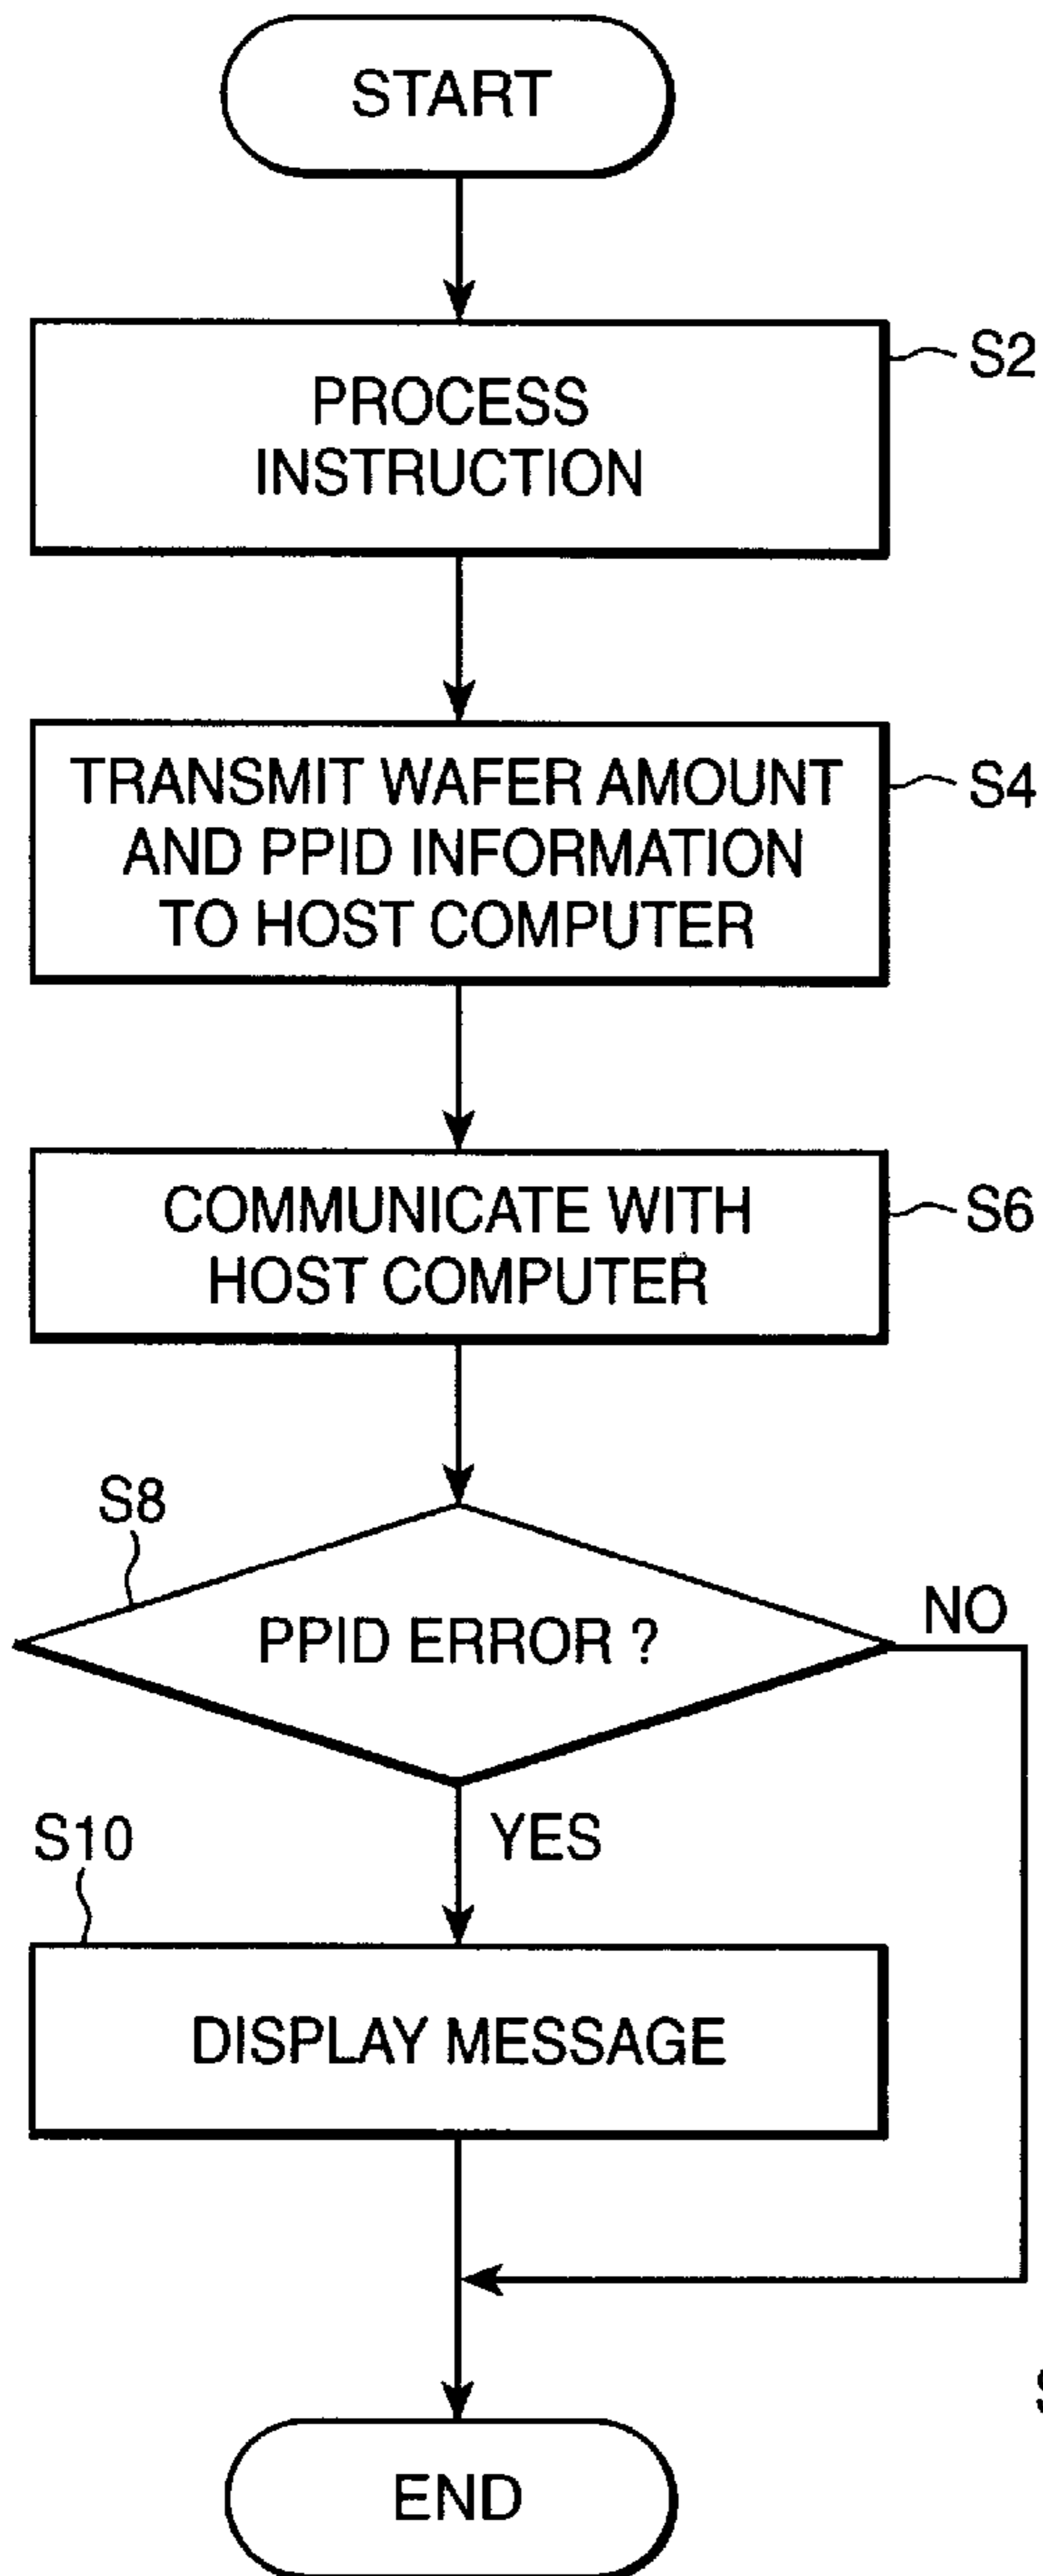 START
PROCESS
INSTRUCTION
S2
TRANSMIT WAFER AMOUNT
AND PPID INFORMATION
TO HOST COMPUTER
S4
COMMUNICATE WITH
HOST COMPUTER
S6
S8
PPID ERROR ?
NO
YES
S10
DISPLAY MESSAGE
END